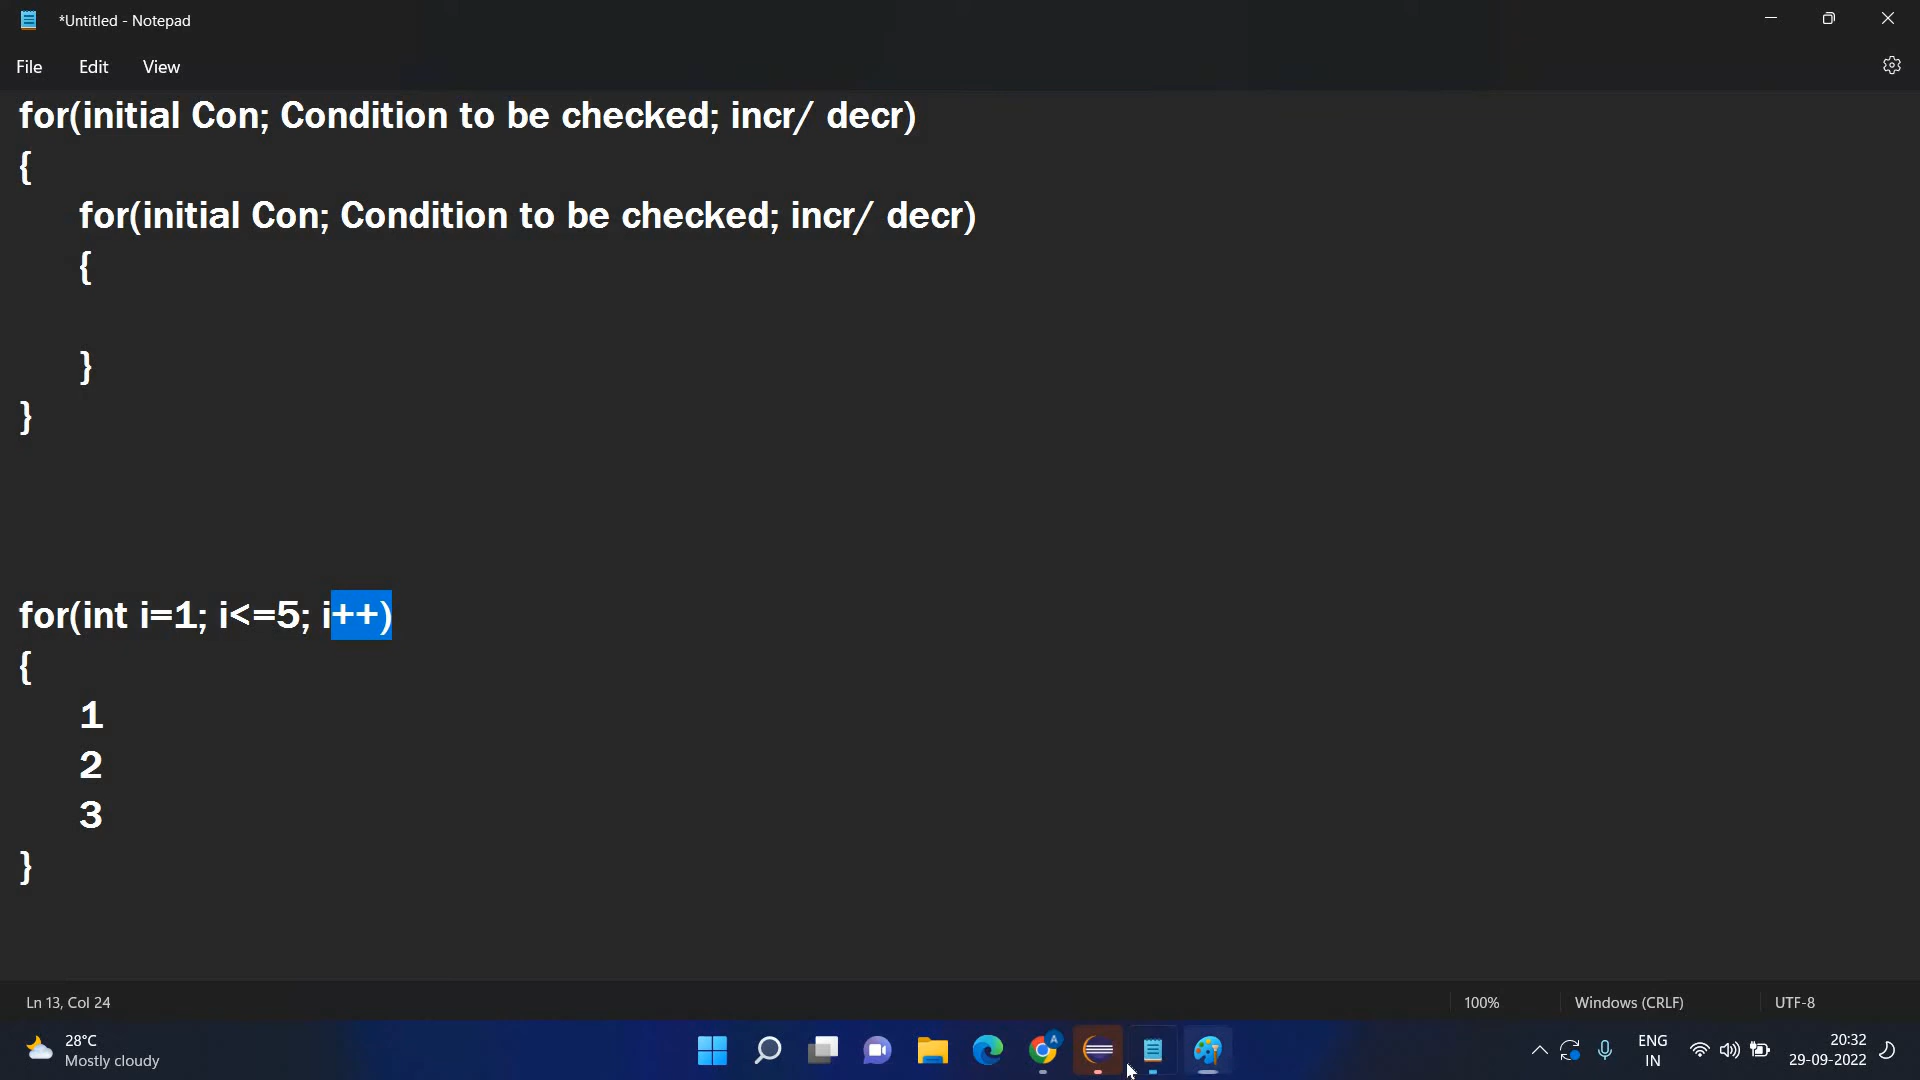 *Untitled - Notepad
File Edit View
for(initial Con; Condition to be checked; incr/ decr)
{
for(initial Con; Condition to be checked; incr/ decr)
{
}
}
for(int i=1; i<=5; i++)
{
1
2
3
}
Ln 13, Col 24 100% Windows (CRLF) UTF-8
28°C
Mostly cloudy
A
ENG
IN
20:32
29-09-2022